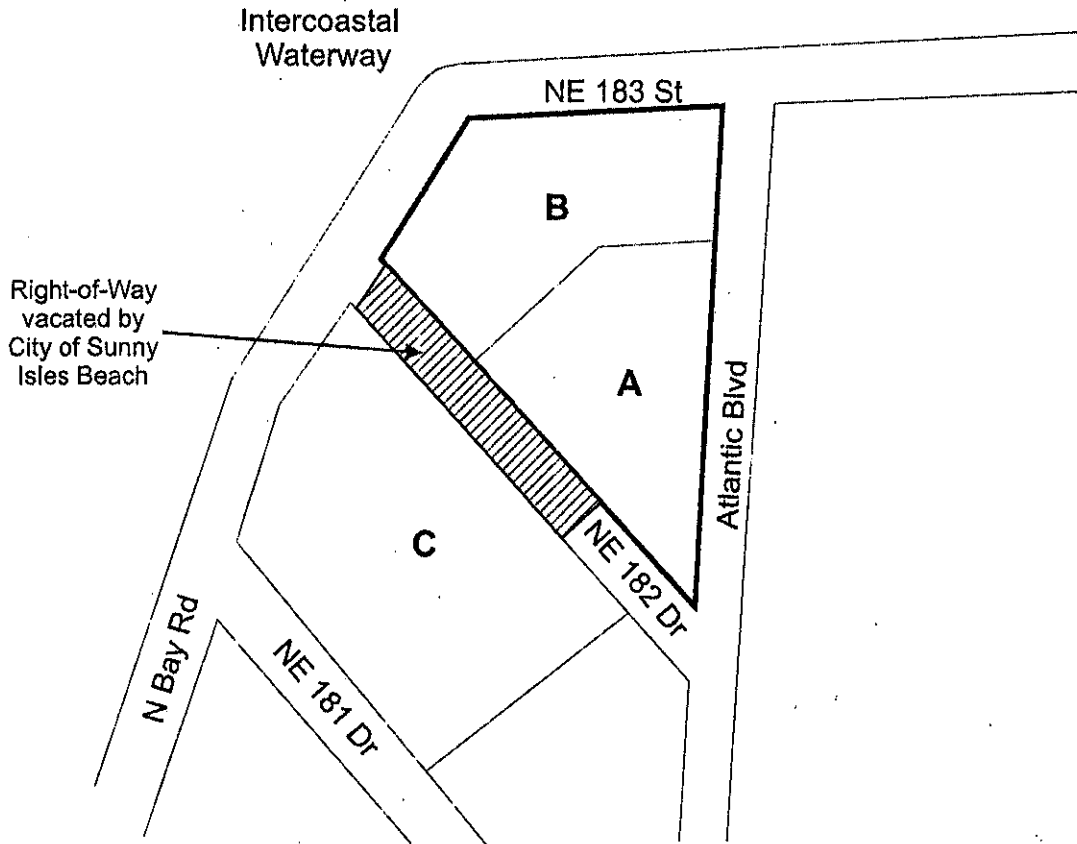 Intercoastal
Waterway
NE 183 St
B
Right-of-Way
vacated by
City of Sunny
Isles Beach
A
Atlantic Blvd
C
NE 182 Dr
N Bay Rd
NE 181 Dr